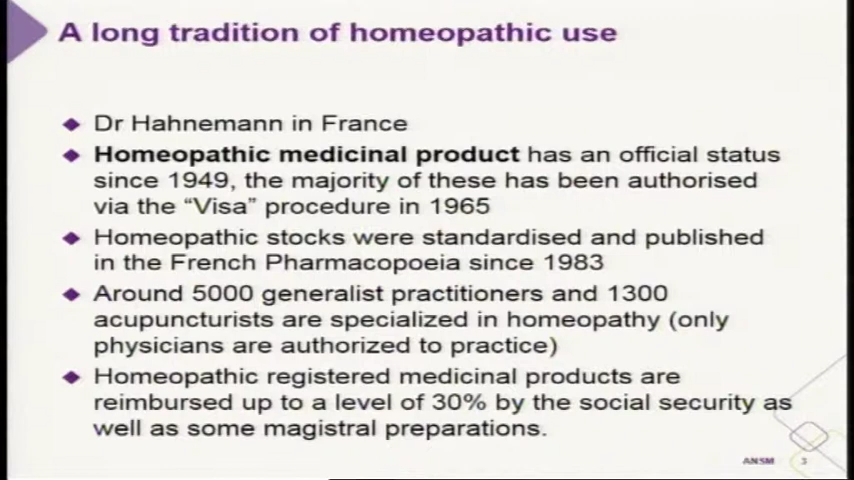 A long tradition of homeopathic use
Dr Hahnemann in France
Homeopathic medicinal product has an official status
since 1949, the majority of these has been authorised
via the “Visa” procedure in 1965
Homeopathic stocks were standardised and published
in the French Pharmacopoeia since 1983
Around 5000 generalist practitioners and 1300
acupuncturists are specialized in homeopathy (only
physicians are authorized to practice)
Homeopathic registered medicinal products are
reimbursed up to a level of 30% by the social security as
well as some magistral preparations.
ANSM 3